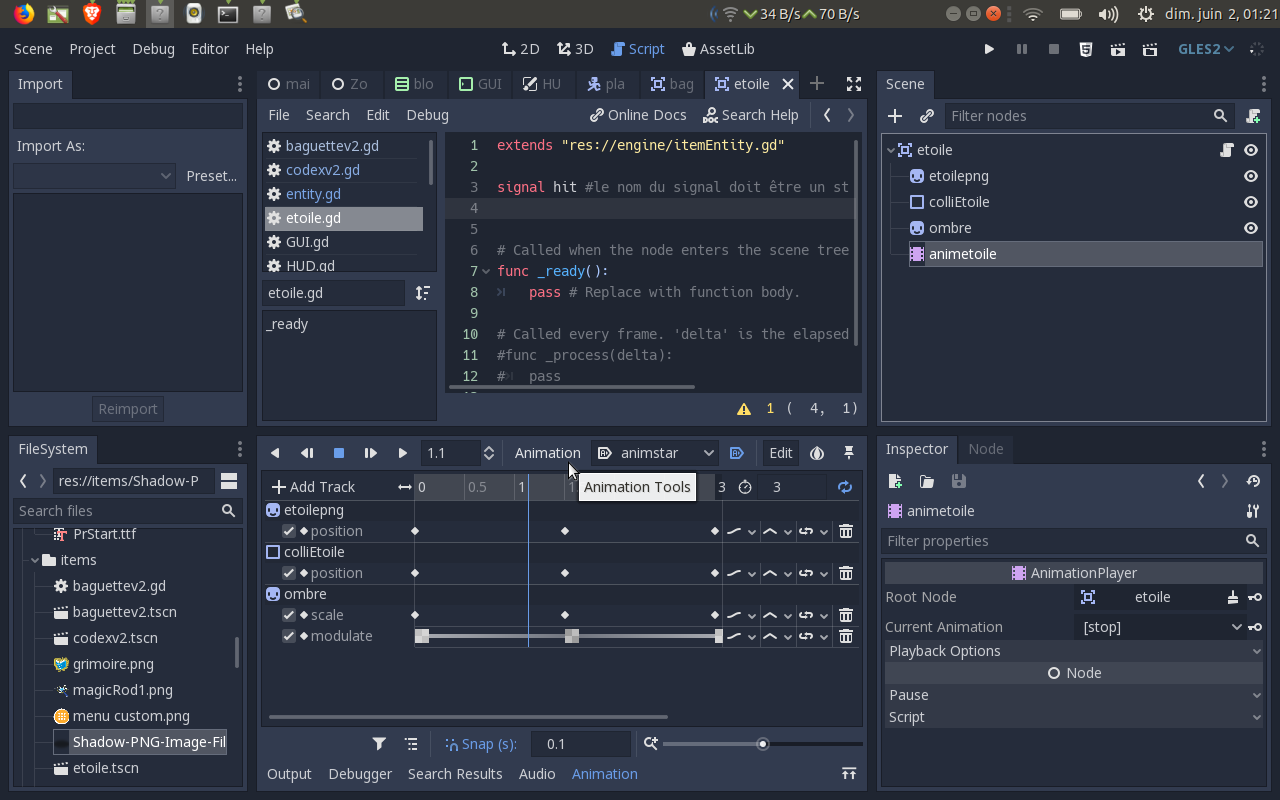 34 B/s 70 B/s dim. juin 2, 01:21
Scene Project Debug Editor Help 2D 3D Script AssetLib GLES2
Import
mai Zo blo GUI HU pla bag etoile
Scene
File Search Edit Debug Online Docs Search Help
Filter nodes
Import As:
Preset...
Reimport
baguettev2.gd
codexv2.gd
entity.gd
etoile.gd
GUI.gd
HUD.gd
etoile.gd
_ready
1 extends "res://engine/itemEntity.gd"
2
3 signal hit #le nom du signal doit être un st
4
5
6 # Called when the node enters the scene tree
7 func _ready():
8 pass # Replace with function body.
9
10 # Called every frame. 'delta' is the elapsed
11 #func _process(delta):
12 # pass
1 ( 4, 1)
etoile
etoilepng
colliEtoile
ombre
animetoile
FileSystem
res://items/Shadow-P
Search files
PrStart.ttf
items
baguettev2.gd
baguettev2.tscn
codexv2.tscn
grimoire.png
magicRod1.png
menu custom.png
Shadow-PNG-Image-Fil
etoile.tscn
1.1 Animation animstar Edit
Add Track 0 0.5 1 1 3 3
Animation Tools
etoilepng
position
colliEtoile
position
ombre
scale
modulate
Snap (s): 0.1
Output Debugger Search Results Audio Animation
Inspector Node
animetoile
Filter properties
AnimationPlayer
Root Node etoile
Current Animation [stop]
Playback Options
Node
Pause
Script